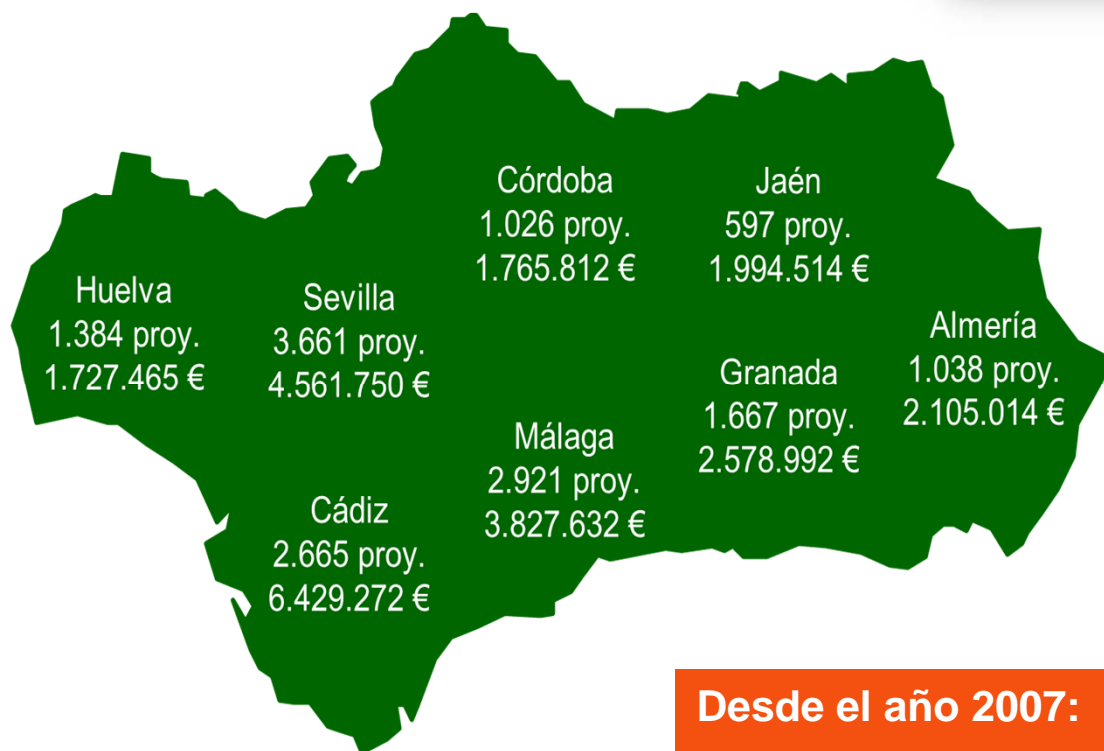 Córdoba
1.026 proy.
1.765.812 €
Jaén
597 proy.
1.994.514 €
Huelva
1.384 proy.
1.727.465 €
Sevilla
3.661 proy.
4.561.750 €
Almería
1.038 proy.
2.105.014 €
Granada
1.667 proy.
2.578.992 €
Málaga
2.921 proy.
3.827.632 €
Cádiz
2.665 proy.
6.429.272 €
Desde el año 2007: